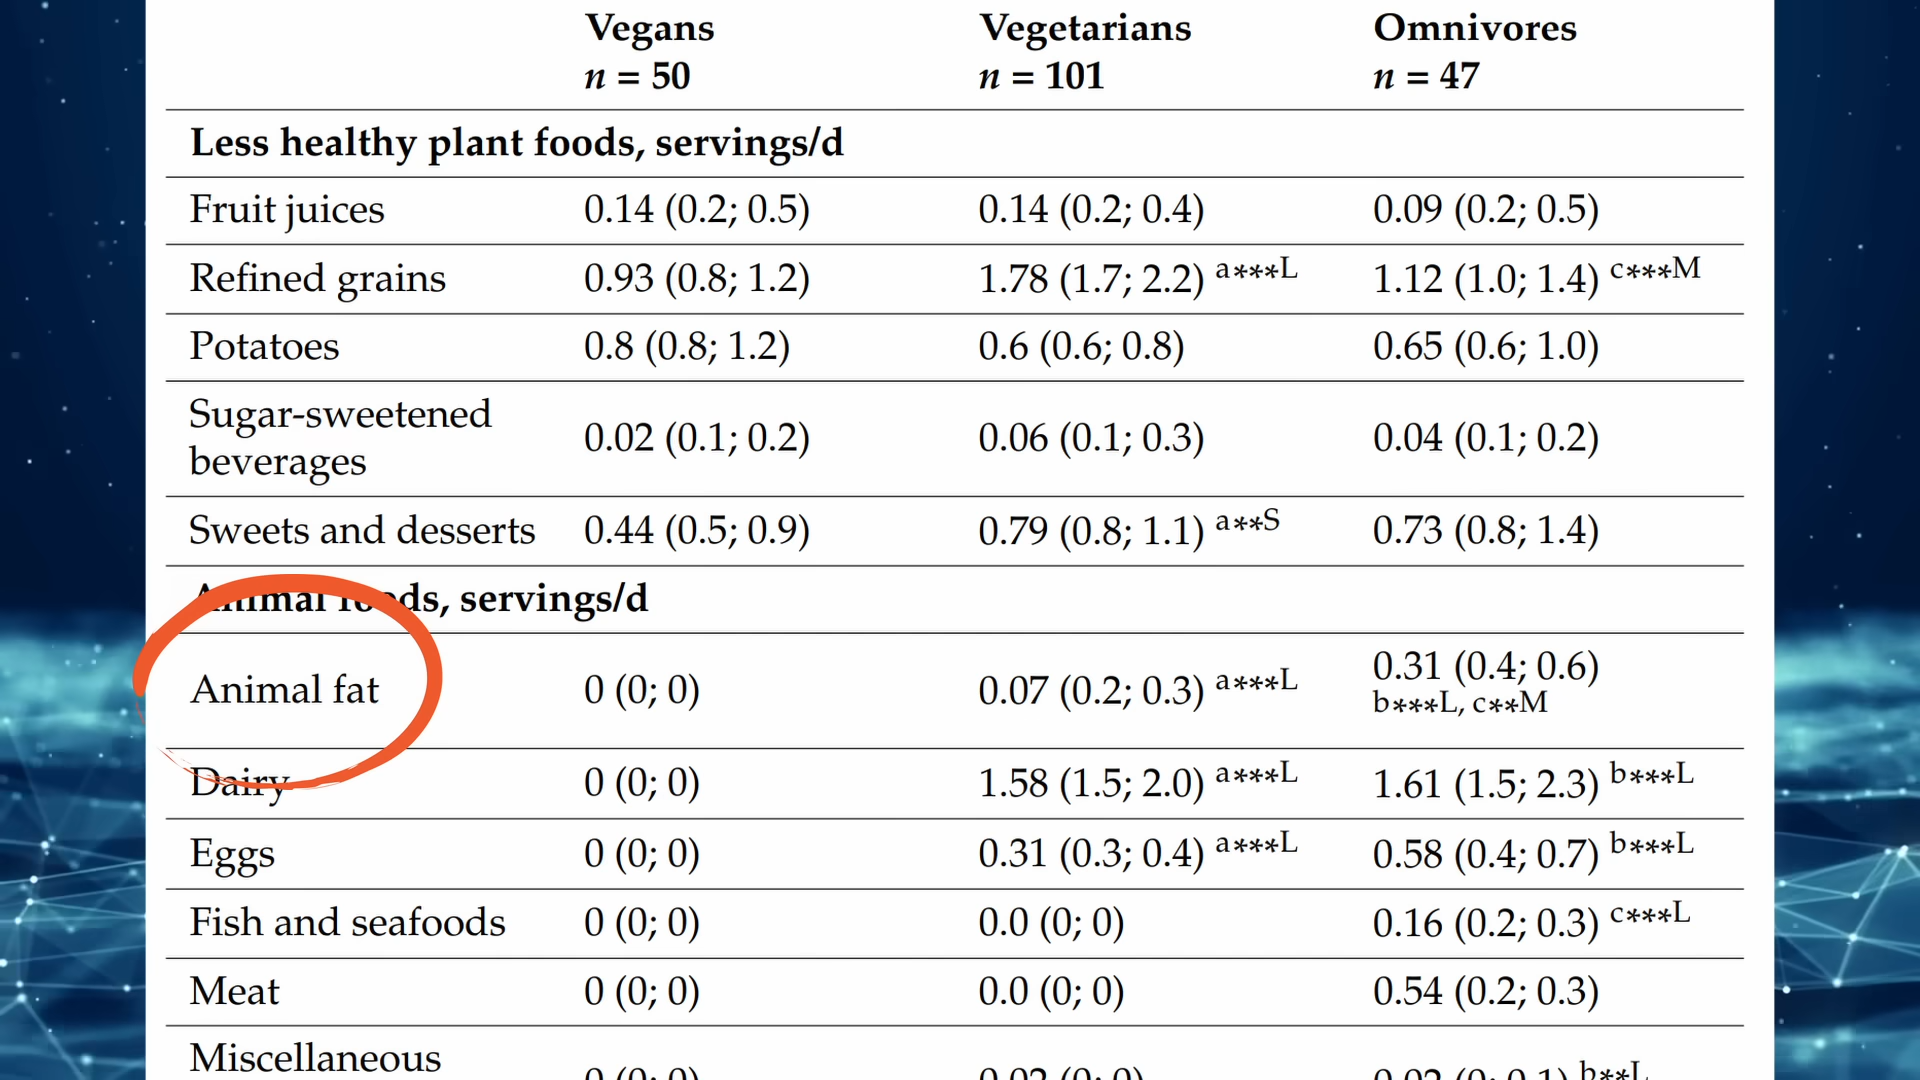 Vegans Vegetarians Omnivores
n = 50 n = 101 n = 47
Less healthy plant foods, servings/d
Fruit juices 0.14 (0.2; 0.5) 0.14 (0.2; 0.4) 0.09 (0.2; 0.5)
Refined grains 0.93 (0.8; 1.2) 1.78 (1.7; 2.2) a***L 1.12 (1.0; 1.4) c***M
Potatoes 0.8 (0.8; 1.2) 0.6 (0.6; 0.8) 0.65 (0.6; 1.0)
Sugar-sweetened
beverages 0.02 (0.1; 0.2) 0.06 (0.1; 0.3) 0.04 (0.1; 0.2)
Sweets and desserts 0.44 (0.5; 0.9) 0.79 (0.8; 1.1) a**S 0.73 (0.8; 1.4)
Animal foods, servings/d
Animal fat 0 (0; 0) 0.07 (0.2; 0.3) a***L 0.31 (0.4; 0.6)
b***L, c**M
Dairy 0 (0; 0) 1.58 (1.5; 2.0) a***L 1.61 (1.5; 2.3) b***L
Eggs 0 (0; 0) 0.31 (0.3; 0.4) a***L 0.58 (0.4; 0.7) b***L
Fish and seafoods 0 (0; 0) 0.0 (0; 0) 0.16 (0.2; 0.3) c***L
Meat 0 (0; 0) 0.0 (0; 0) 0.54 (0.2; 0.3)
Miscellaneous